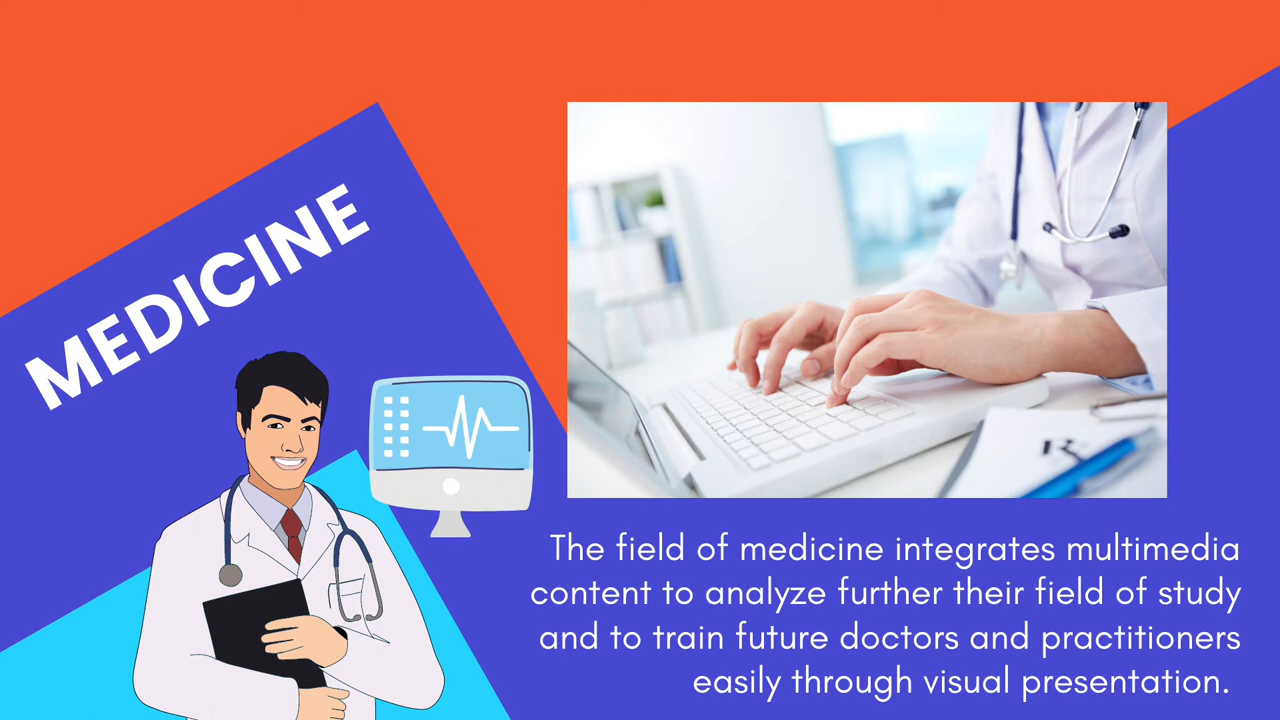 MEDICINE
The field of medicine integrates multimedia
content to analyze further their field of study
and to train future doctors and practitioners
easily through visual presentation.